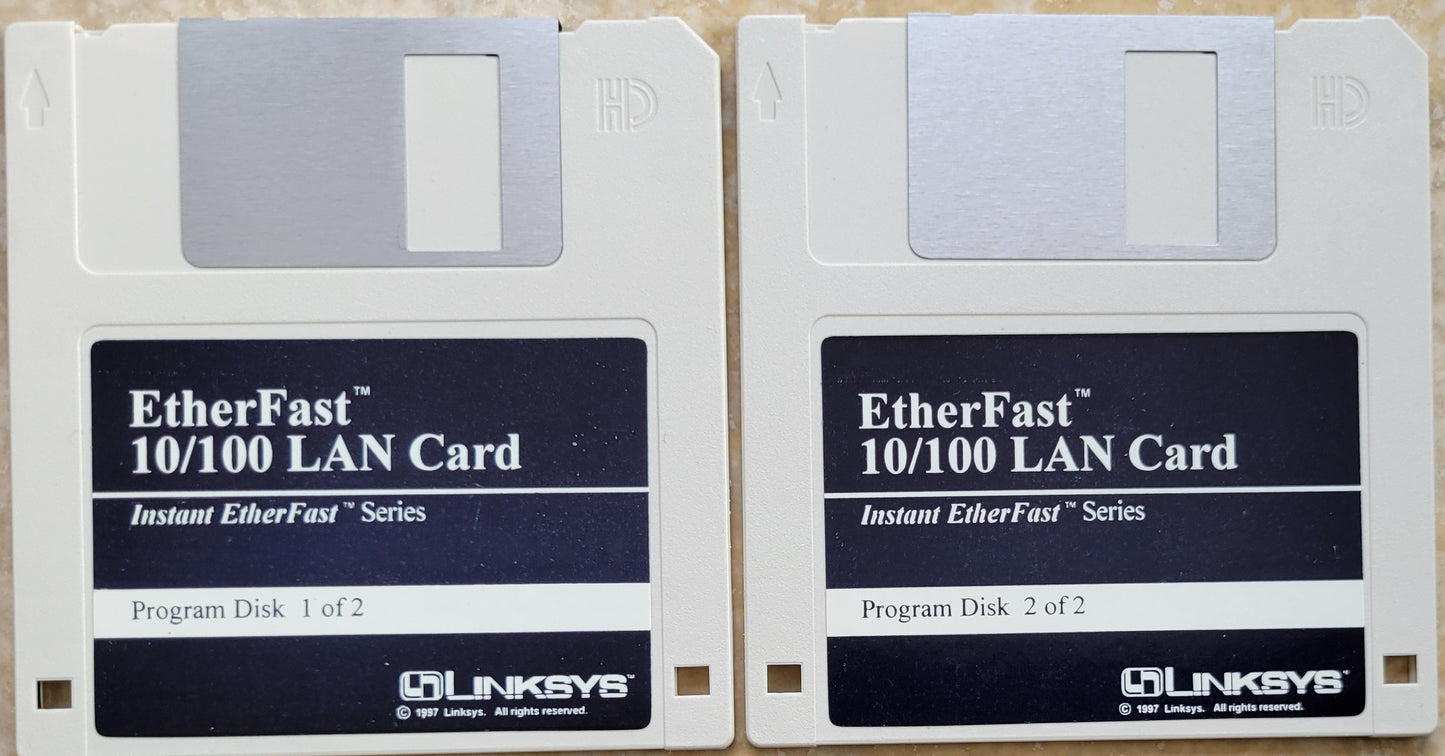 HD
EtherFast™
10/100 LAN Card
Instant EtherFast™ Series
Program Disk 1 of 2
LINKSYS™
© 1997 Linksys. All rights reserved.
HD
EtherFast™
10/100 LAN Card
Instant EtherFast™ Series
Program Disk 2 of 2
LINKSYS™
© 1997 Linksys. All rights reserved.